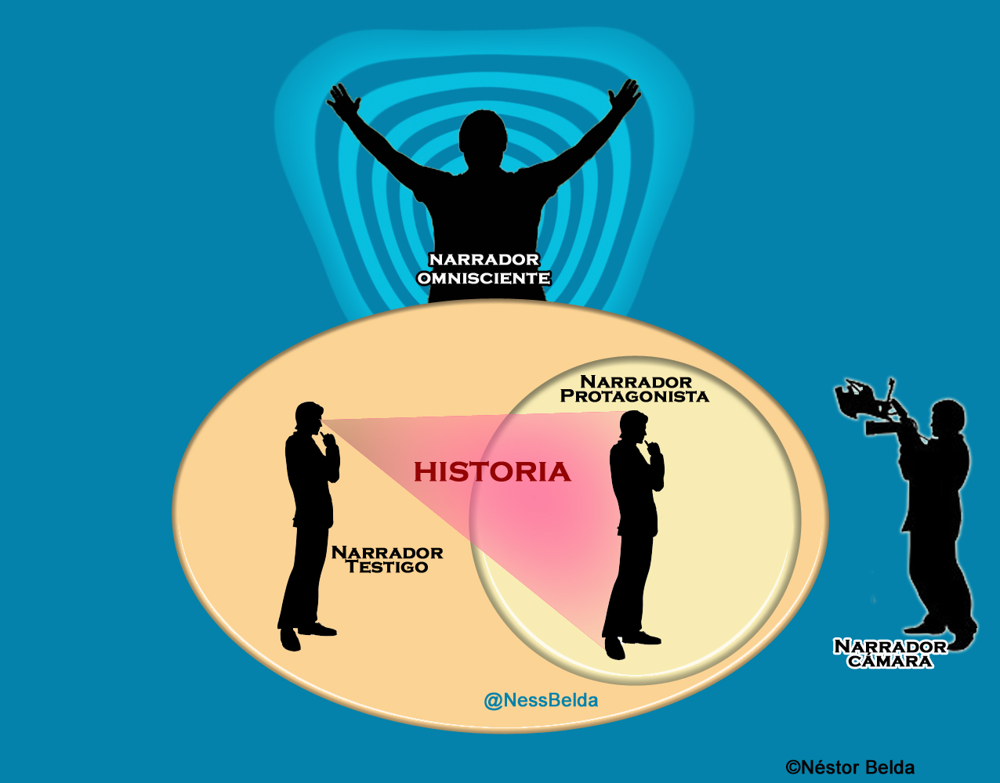 NARRADOR
OMNISCIENTE
NARRADOR
PROTAGONISTA
HISTORIA
NARRADOR
TESTIGO
NARRADOR
CÁMARA
@NessBelda
©Néstor Belda